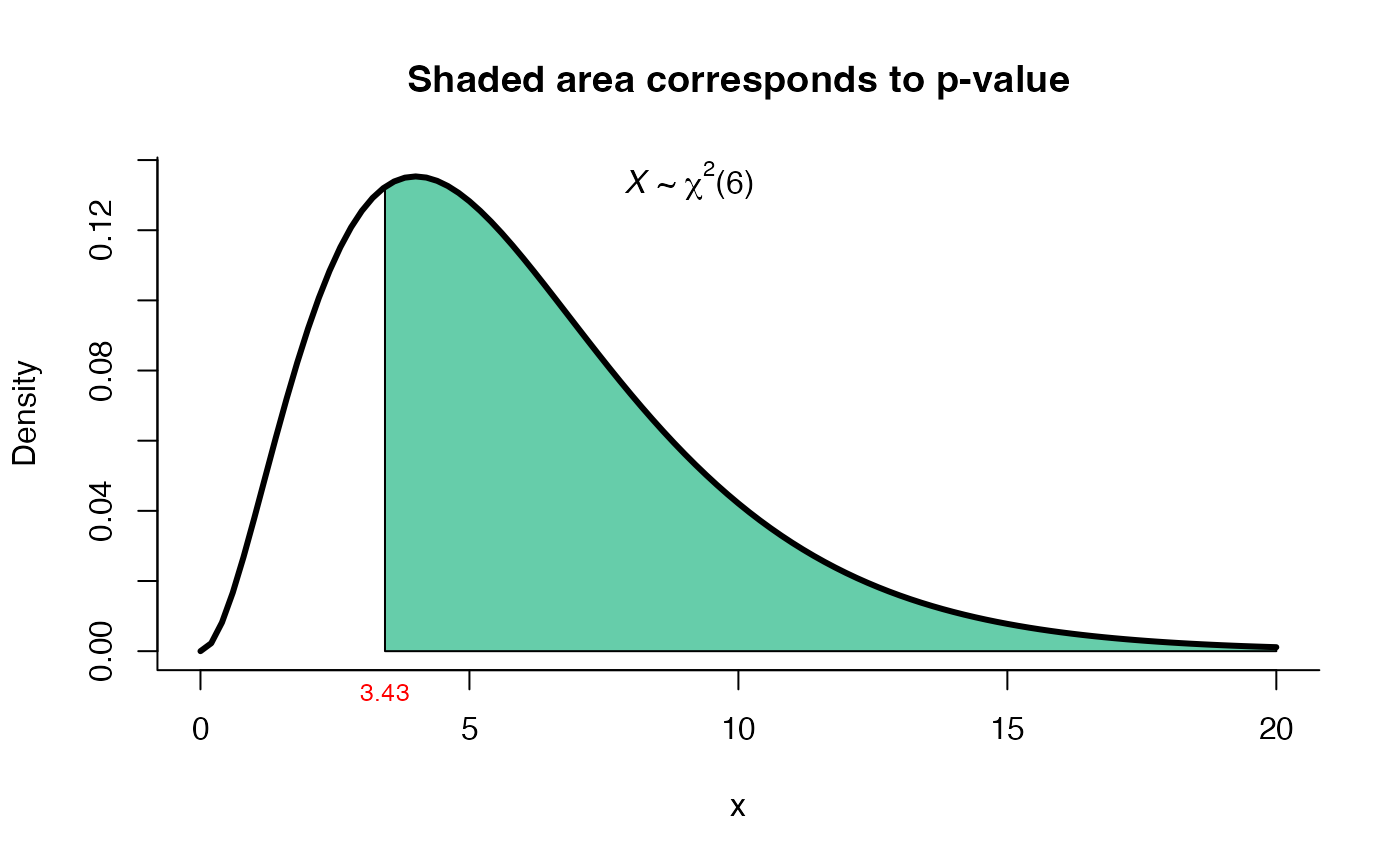 Shaded area corresponds to p-value
X ~ χ²(6)
Density
0.12
0.08
0.04
0.00
3.43
0 5 10 15 20
x